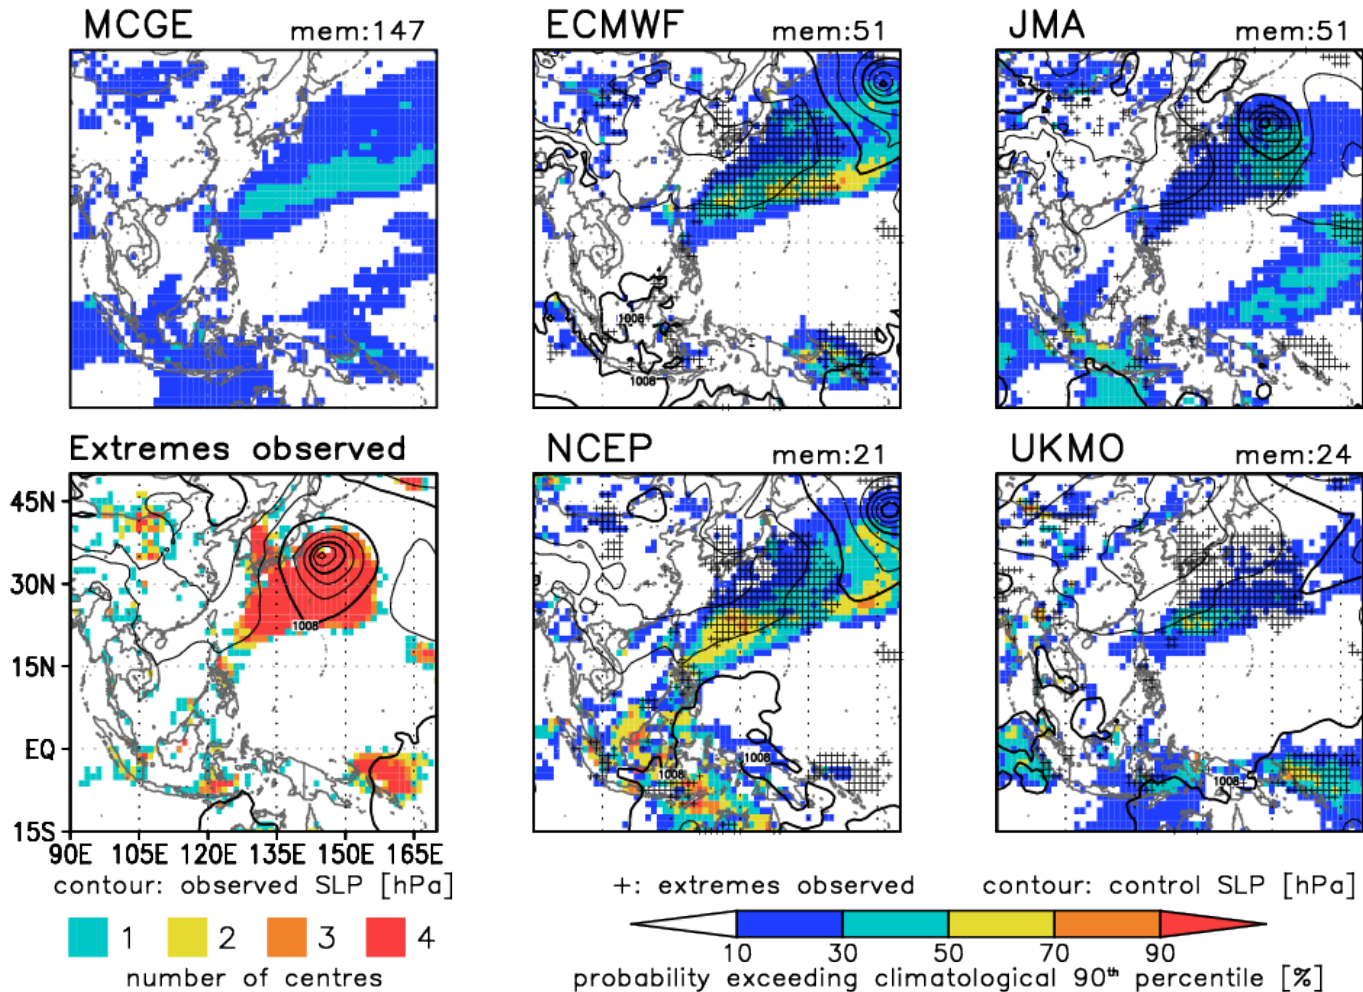 MCGE mem:147
ECMWF mem:51
JMA mem:51
1008
1008
Extremes observed
NCEP mem:21
UKMO mem:24
45N
30N
15N
EQ
15S
1008
1008
1008
1008
90E 105E 120E 135E 150E 165E
contour: observed SLP [hPa]
+: extremes observed
contour: control SLP [hPa]
1 2 3 4
number of centres
10 30 50 70 90
probability exceeding climatological 90th percentile [%]